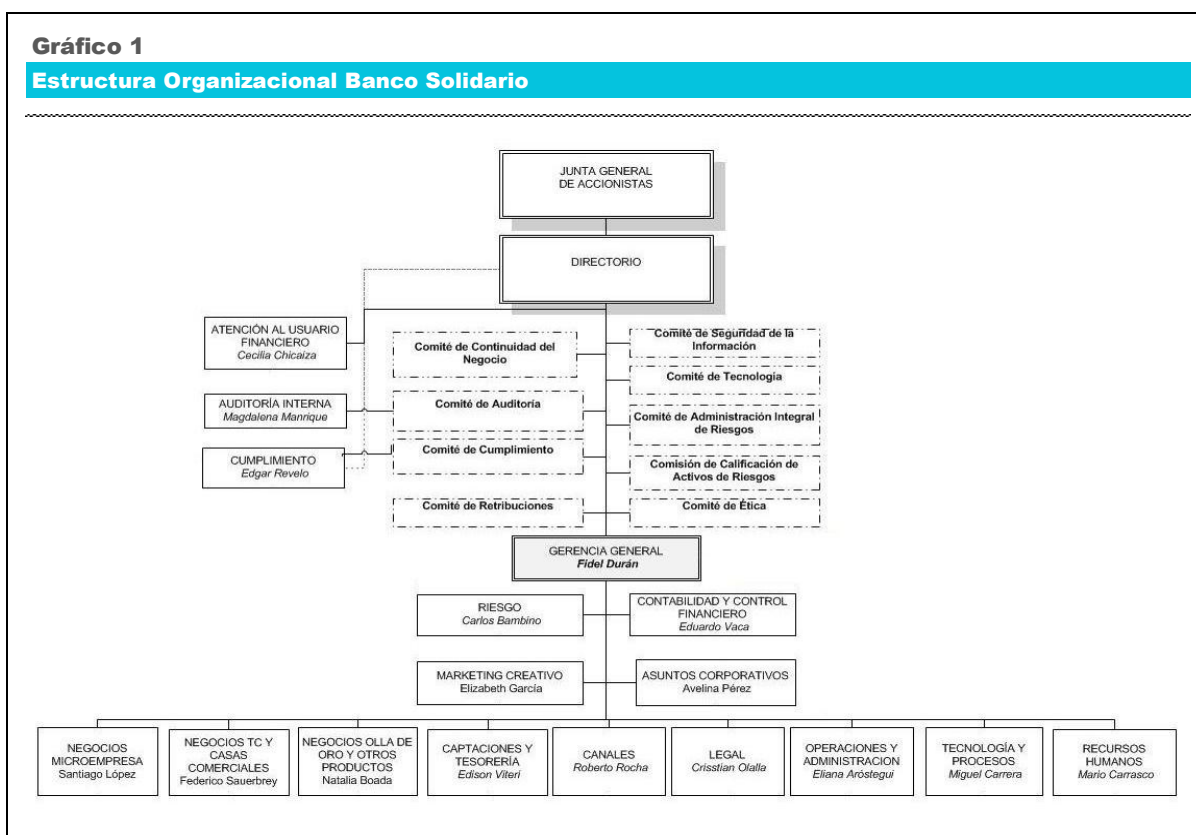 Gráfico 1
Estructura Organizacional Banco Solidario
JUNTA GENERAL
DE ACCIONISTAS
DIRECTORIO
ATENCIÓN AL USUARIO
FINANCIERO
Cecilia Chicaiza
Comité de Continuidad del
Negocio
Comité de Seguridad de la
Información
Comité de Tecnología
AUDITORÍA INTERNA
Magdalena Manrique
Comité de Auditoría
Comité de Administración Integral
de Riesgos
CUMPLIMIENTO
Edgar Revelo
Comité de Cumplimiento
Comisión de Calificación de
Activos de Riesgos
Comité de Retribuciones
Comité de Ética
GERENCIA GENERAL
Fidel Durán
RIESGO
Carlos Bambino
CONTABILIDAD Y CONTROL
FINANCIERO
Eduardo Vaca
MARKETING CREATIVO
Elizabeth García
ASUNTOS CORPORATIVOS
Avelina Pérez
NEGOCIOS
MICROEMPRESA
Santiago López
NEGOCIOS TC Y
CASAS
COMERCIALES
Federico Sauerbrey
NEGOCIOS OLLA DE
ORO Y OTROS
PRODUCTOS
Natalia Boada
CAPTACIONES Y
TESORERÍA
Edison Viteri
CANALES
Roberto Rocha
LEGAL
Crisstian Olalla
OPERACIONES Y
ADMINISTRACION
Eliana Aróstegui
TECNOLOGÍA Y
PROCESOS
Miguel Carrera
RECURSOS
HUMANOS
Mario Carrasco